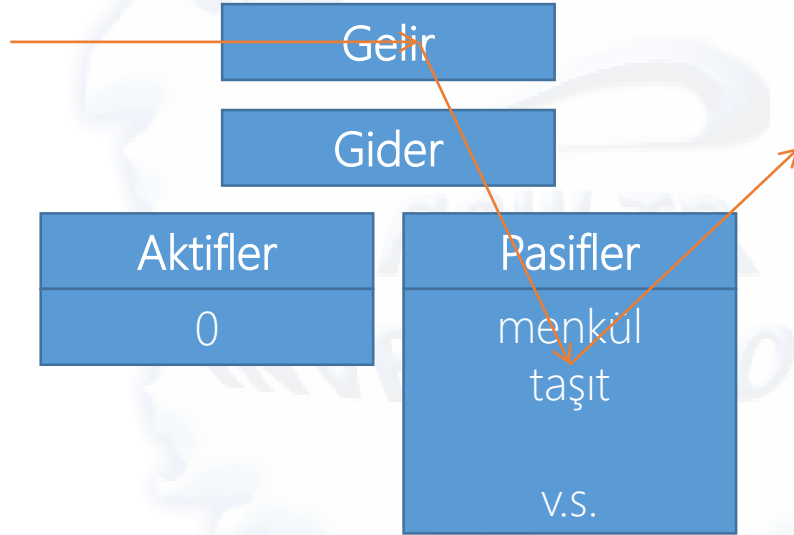 Gelir
Gider
Aktifler
0
Pasifler
menkül
taşıt
v.s.